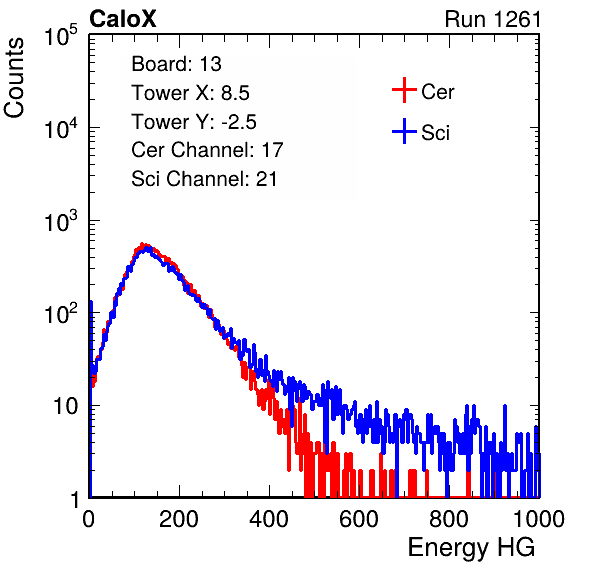 CaloX Run 1261
Board: 13
Tower X: 8.5
Tower Y: -2.5
Cer Channel: 17
Sci Channel: 21
Cer
Sci
Counts
10^5
10^4
10^3
10^2
10
1
0 200 400 600 800 1000
Energy HG